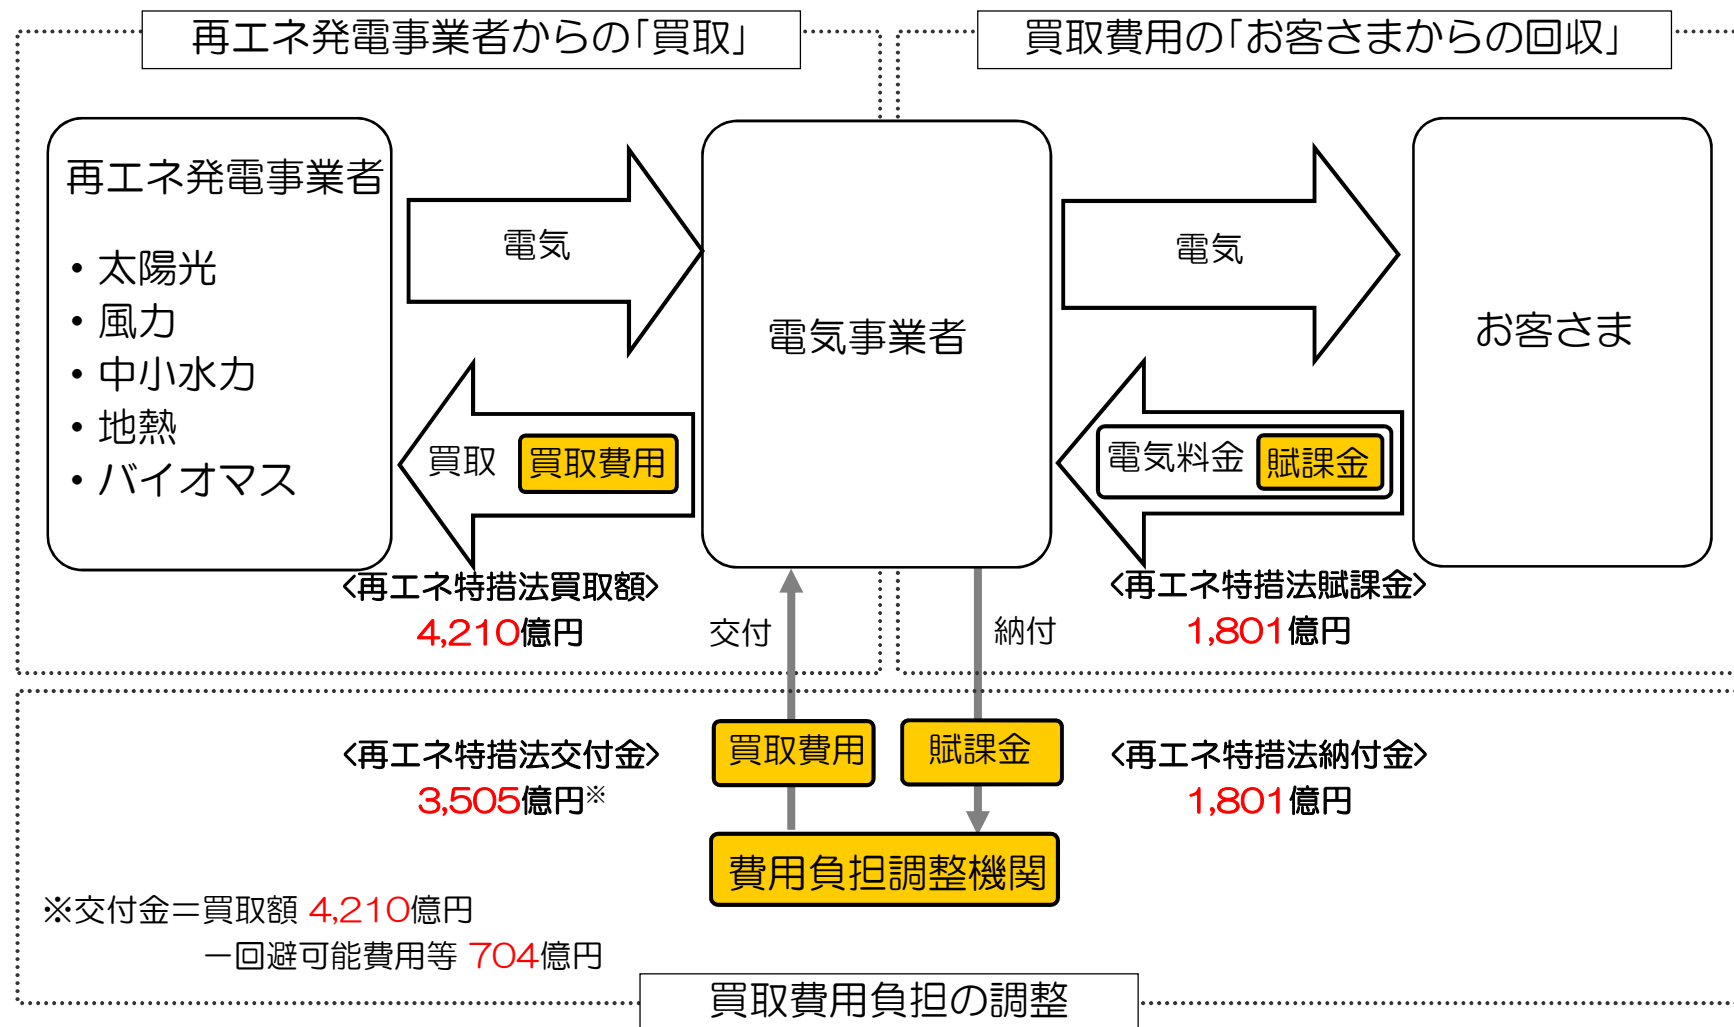 再エネ発電事業者からの「買取」
買取費用の「お客さまからの回収」
再エネ発電事業者
・太陽光
・風力
・中小水力
・地熱
・バイオマス
電気
買取 買取費用
電気事業者
電気
電気料金 賦課金
お客さま
<再エネ特措法買取額>
4,210億円
交付
納付
<再エネ特措法賦課金>
1,801億円
<再エネ特措法交付金>
3,505億円※
買取費用
賦課金
<再エネ特措法納付金>
1,801億円
費用負担調整機関
※交付金＝買取額 4,210億円
－回避可能費用等 704億円
買取費用負担の調整